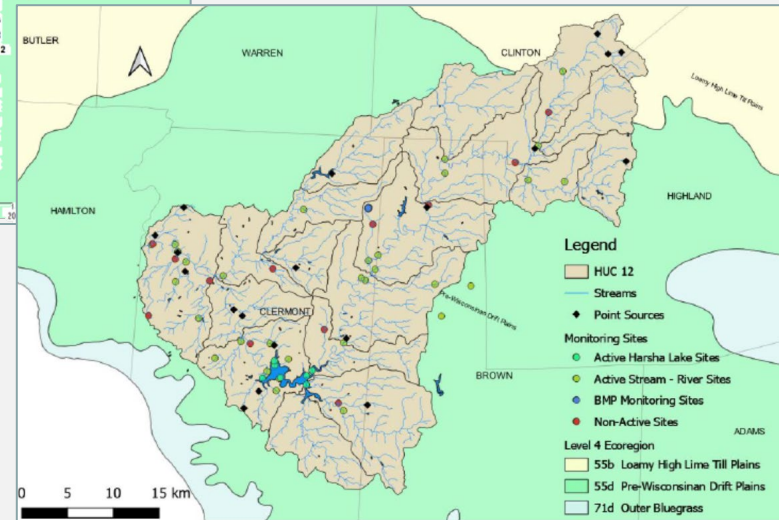 2
20
BUTLER
WARREN
CLINTON
Loamy High Lime Till Plains
HAMILTON
HIGHLAND
CLERMONT
Pre-Wisconsinan Drift Plains
BROWN
ADAMS
Legend
HUC 12
Streams
Point Sources
Monitoring Sites
Active Harsha Lake Sites
Active Stream - River Sites
BMP Monitoring Sites
Non-Active Sites
Level 4 Ecoregion
55b Loamy High Lime Till Plains
55d Pre-Wisconsinan Drift Plains
71d Outer Bluegrass
0 5 10 15 km